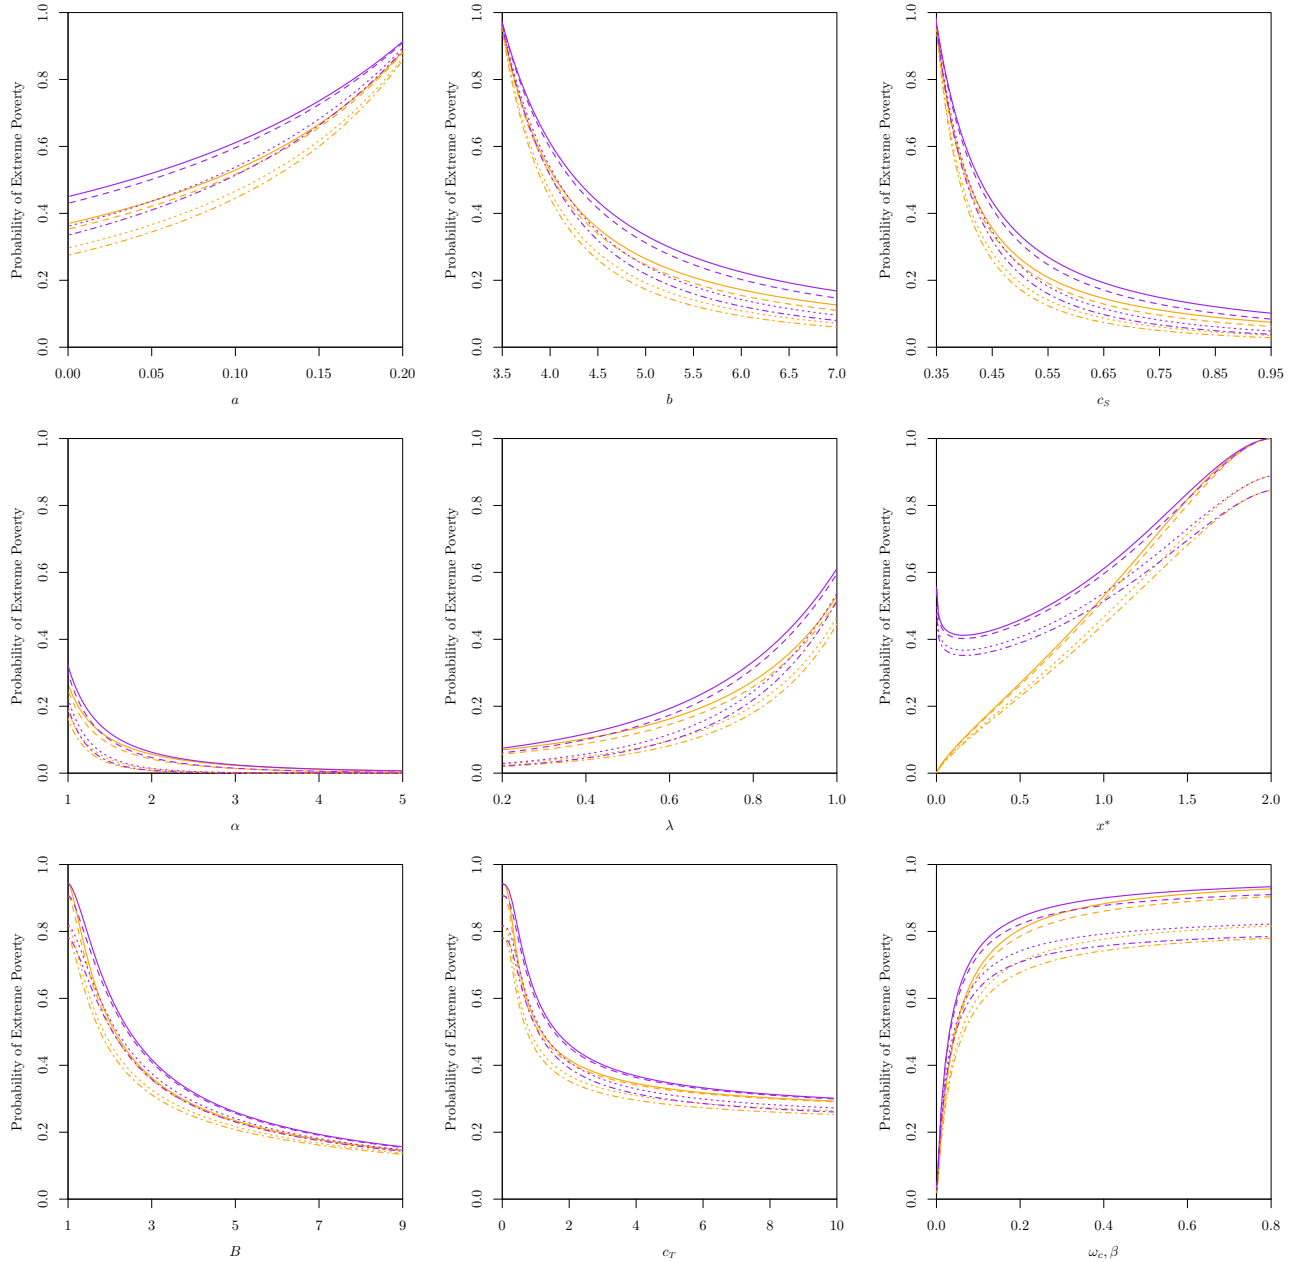 Probability of Extreme Poverty
0.0 0.2 0.4 0.6 0.8 1.0
0.00 0.05 0.10 0.15 0.20
a
Probability of Extreme Poverty
0.0 0.2 0.4 0.6 0.8 1.0
3.5 4.0 4.5 5.0 5.5 6.0 6.5 7.0
b
Probability of Extreme Poverty
0.0 0.2 0.4 0.6 0.8 1.0
0.35 0.45 0.55 0.65 0.75 0.85 0.95
c_S
Probability of Extreme Poverty
0.0 0.2 0.4 0.6 0.8 1.0
1 2 3 4 5
α
Probability of Extreme Poverty
0.0 0.2 0.4 0.6 0.8 1.0
0.2 0.4 0.6 0.8 1.0
λ
Probability of Extreme Poverty
0.0 0.2 0.4 0.6 0.8 1.0
0.0 0.5 1.0 1.5 2.0
x*
Probability of Extreme Poverty
0.0 0.2 0.4 0.6 0.8 1.0
1 3 5 7 9
B
Probability of Extreme Poverty
0.0 0.2 0.4 0.6 0.8 1.0
0 2 4 6 8 10
c_T
Probability of Extreme Poverty
0.0 0.2 0.4 0.6 0.8 1.0
0.0 0.2 0.4 0.6 0.8
ω_c, β